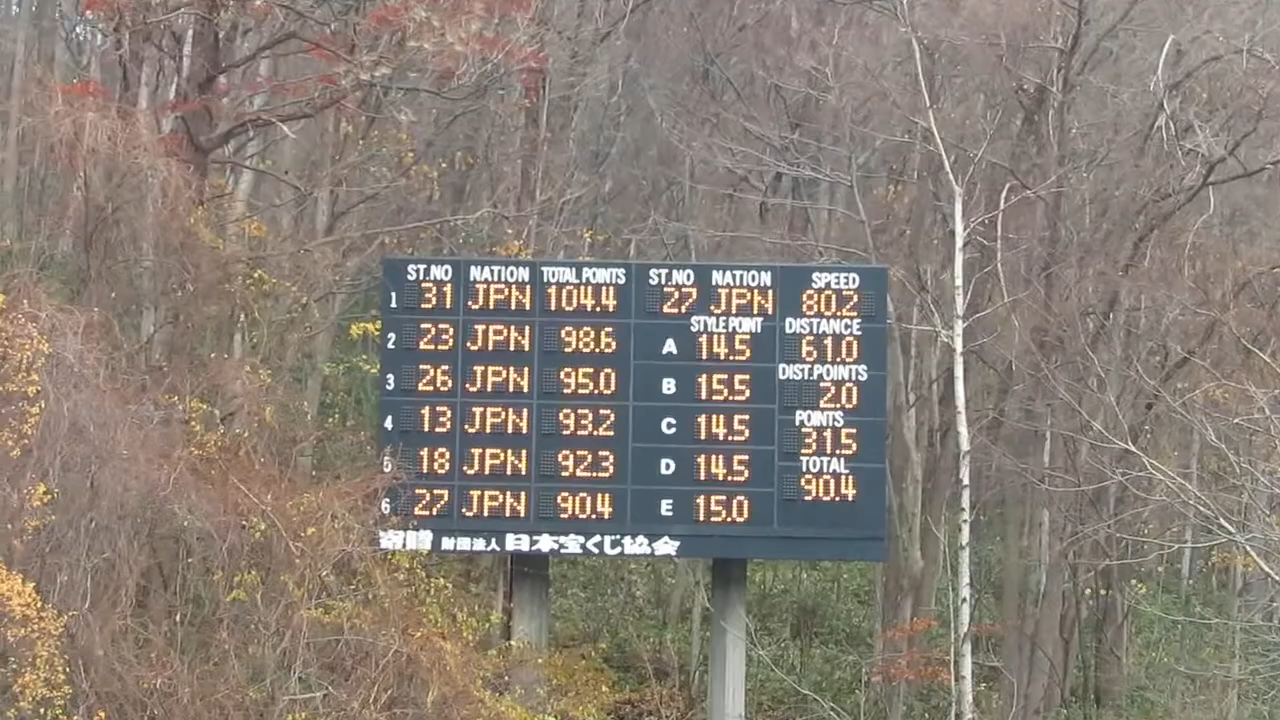 ST.NO NATION TOTAL POINTS
1 31 JPN 104.4
2 23 JPN 98.6
3 26 JPN 95.0
4 13 JPN 93.2
5 18 JPN 92.3
6 27 JPN 90.4
ST.NO NATION
27 JPN
STYLE POINT
A 14.5
B 15.5
C 14.5
D 14.5
E 15.0
SPEED
80.2
DISTANCE
61.0
DIST.POINTS
2.0
POINTS
31.5
TOTAL
90.4
寄贈 財団法人 日本宝くじ協会